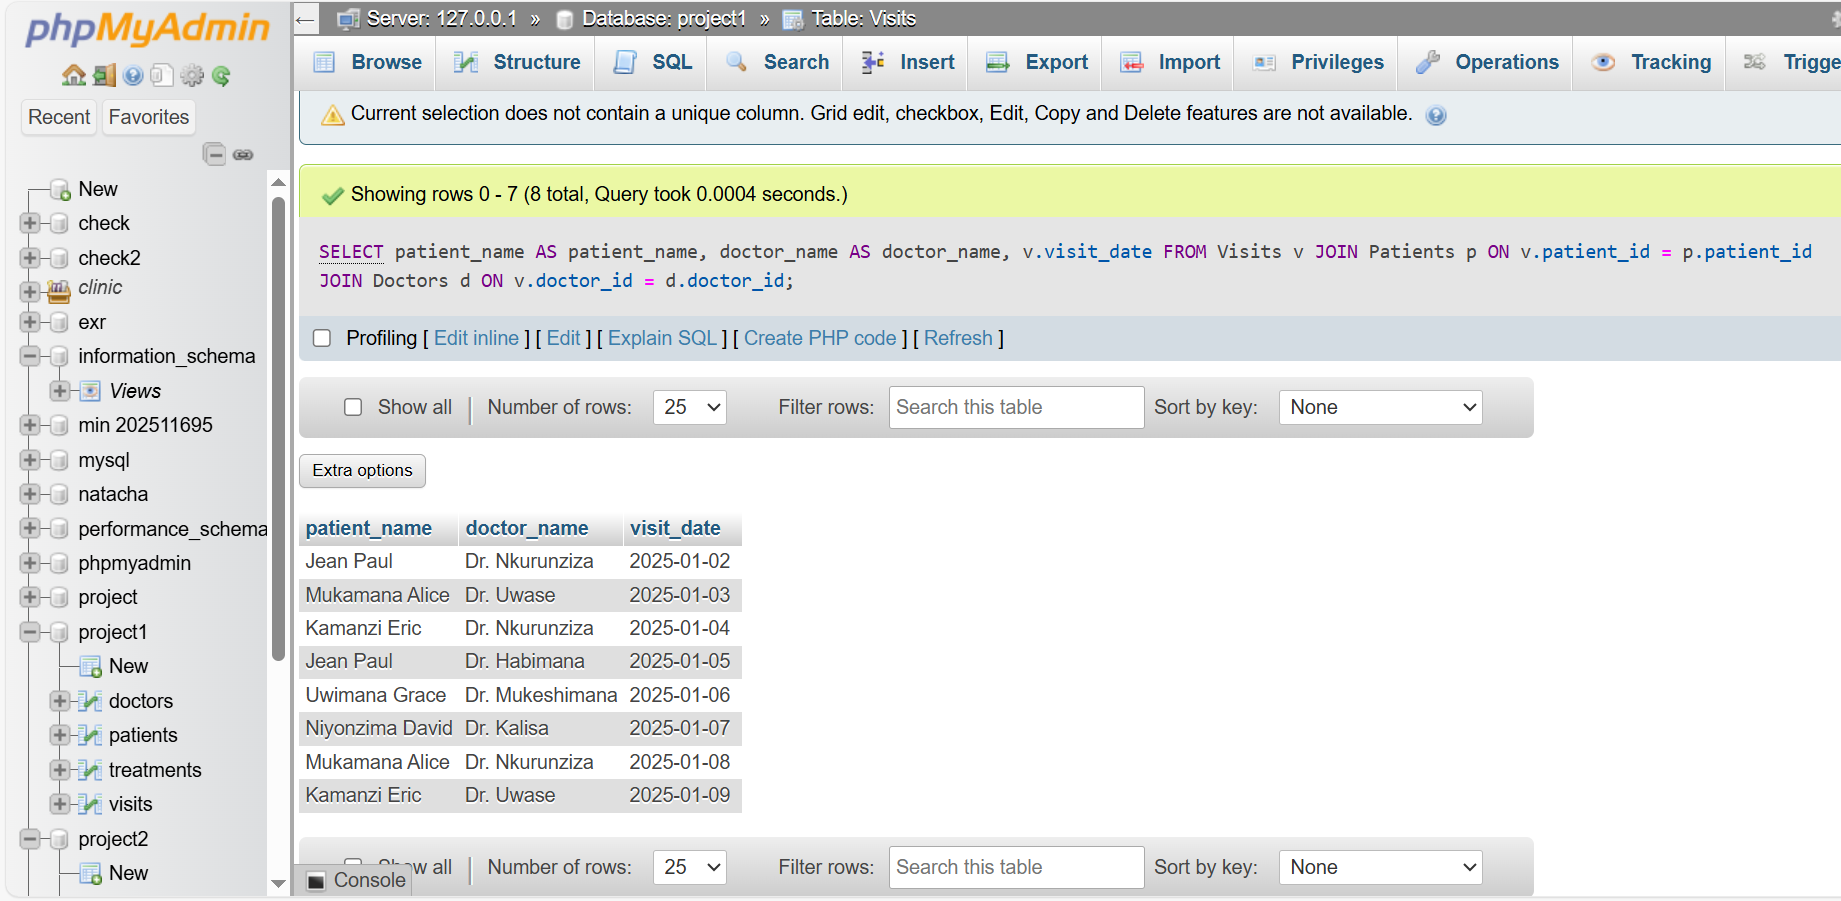 phpMyAdmin
Recent
Favorites
New
check
check2
clinic
exr
information_schema
Views
min 202511695
mysql
natacha
performance_schema
phpmyadmin
project
project1
New
doctors
patients
treatments
visits
project2
New
Server: 127.0.0.1 » Database: project1 » Table: Visits
Browse Structure SQL Search Insert Export Import Privileges Operations Tracking Trigge
Current selection does not contain a unique column. Grid edit, checkbox, Edit, Copy and Delete features are not available.
Showing rows 0 - 7 (8 total, Query took 0.0004 seconds.)
SELECT patient_name AS patient_name, doctor_name AS doctor_name, v.visit_date FROM Visits v JOIN Patients p ON v.patient_id = p.patient_id
JOIN Doctors d ON v.doctor_id = d.doctor_id;
Profiling [ Edit inline ] [ Edit ] [ Explain SQL ] [ Create PHP code ] [ Refresh ]
Show all | Number of rows: 25 Filter rows: Search this table Sort by key: None
Extra options
patient_name doctor_name visit_date
Jean Paul Dr. Nkurunziza 2025-01-02
Mukamana Alice Dr. Uwase 2025-01-03
Kamanzi Eric Dr. Nkurunziza 2025-01-04
Jean Paul Dr. Habimana 2025-01-05
Uwimana Grace Dr. Mukeshimana 2025-01-06
Niyonzima David Dr. Kalisa 2025-01-07
Mukamana Alice Dr. Nkurunziza 2025-01-08
Kamanzi Eric Dr. Uwase 2025-01-09
Show all | Number of rows: 25 Filter rows: Search this table Sort by key: None
Console